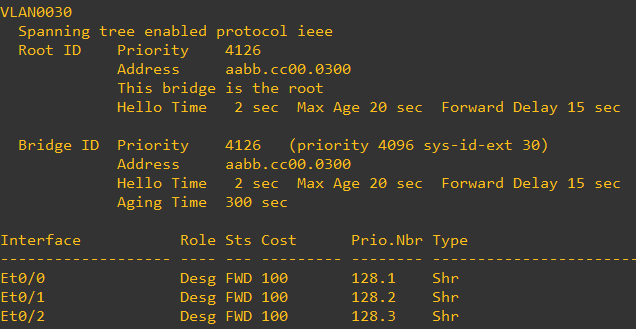 VLAN0030
  Spanning tree enabled protocol ieee
  Root ID    Priority    4126
             Address     aabb.cc00.0300
             This bridge is the root
             Hello Time   2 sec  Max Age 20 sec  Forward Delay 15 sec

  Bridge ID  Priority    4126   (priority 4096 sys-id-ext 30)
             Address     aabb.cc00.0300
             Hello Time   2 sec  Max Age 20 sec  Forward Delay 15 sec
             Aging Time  300 sec

Interface           Role Sts Cost      Prio.Nbr Type
------------------- ---- --- --------- -------- -----------------------
Et0/0               Desg FWD 100       128.1    Shr
Et0/1               Desg FWD 100       128.2    Shr
Et0/2               Desg FWD 100       128.3    Shr